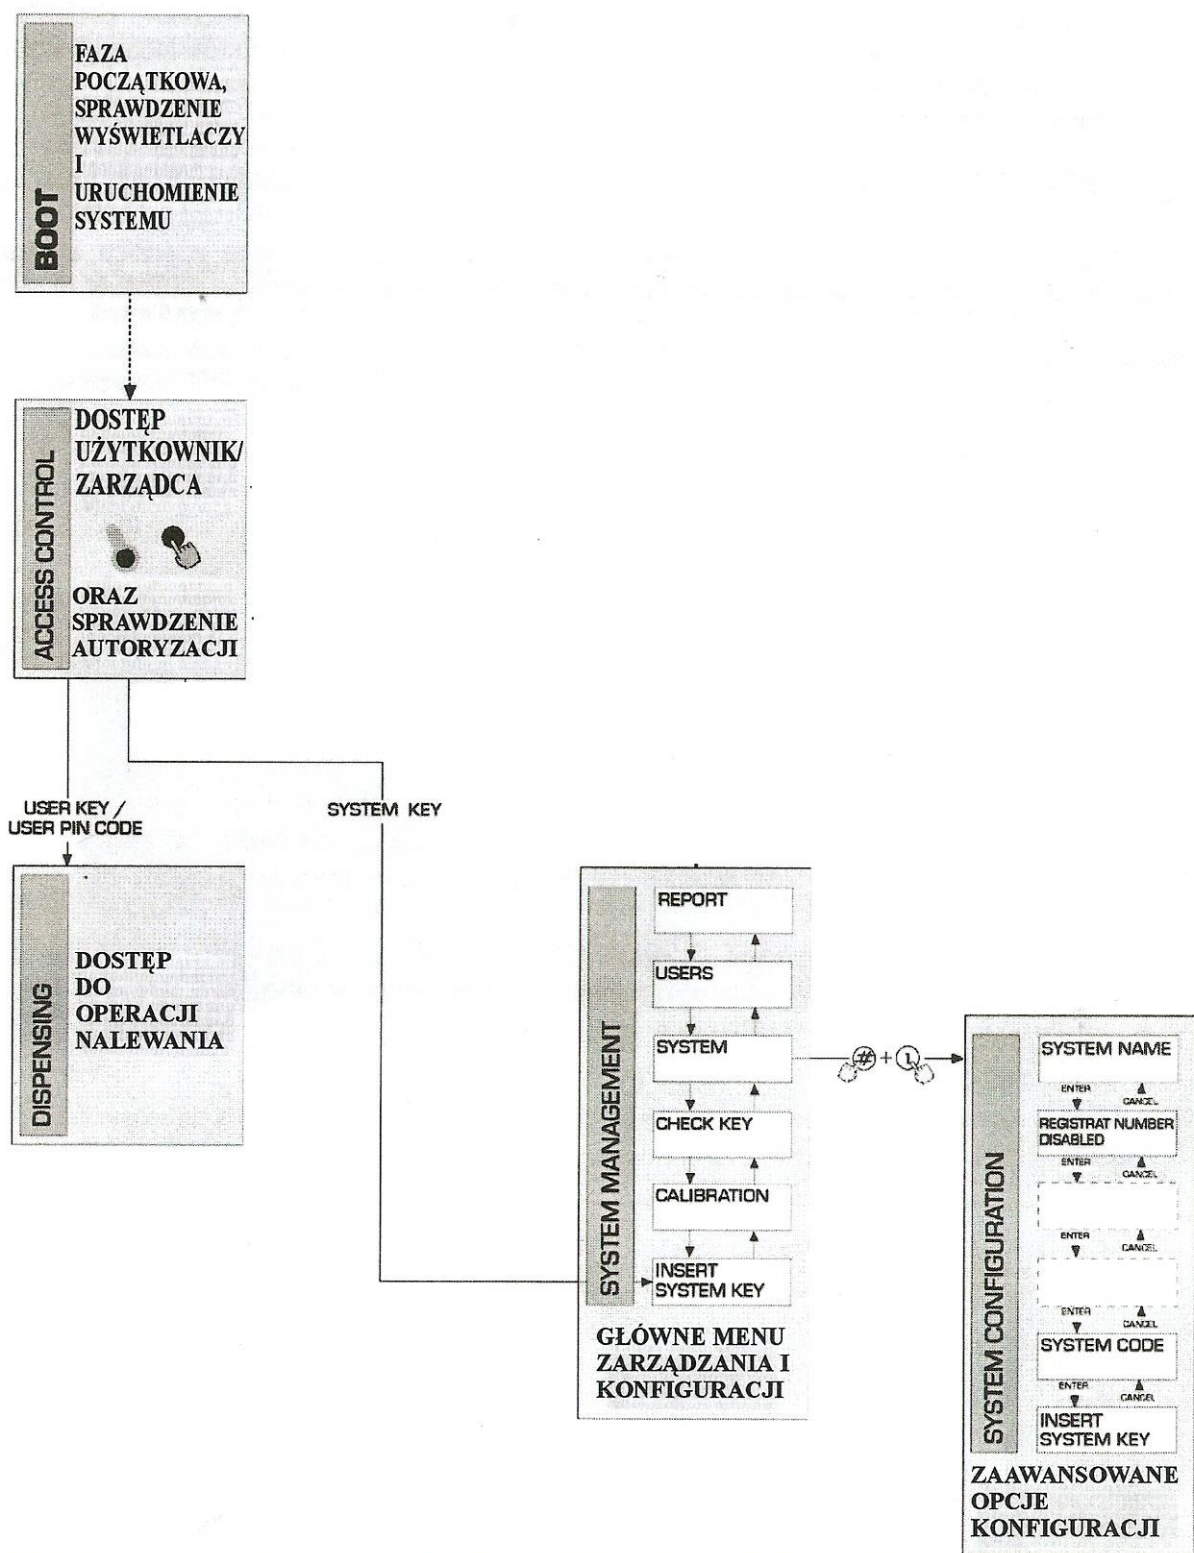 BOOT
FAZA
POCZĄTKOWA,
SPRAWDZENIE
WYŚWIETLACZY
I
URUCHOMIENIE
SYSTEMU
ACCESS CONTROL
DOSTĘP
UŻYTKOWNIK/
ZARZĄDCA
ORAZ
SPRAWDZENIE
AUTORYZACJI
USER KEY /
USER PIN CODE
SYSTEM KEY
DISPENSING
DOSTĘP
DO
OPERACJI
NALEWANIA
SYSTEM MANAGEMENT
REPORT
USERS
SYSTEM
CHECK KEY
CALIBRATION
INSERT
SYSTEM KEY
GŁÓWNE MENU
ZARZĄDZANIA I
KONFIGURACJI
# + 1
SYSTEM CONFIGURATION
SYSTEM NAME
ENTER CANCEL
REGISTRAT NUMBER
DISABLED
ENTER CANCEL
ENTER CANCEL
ENTER CANCEL
SYSTEM CODE
ENTER CANCEL
INSERT
SYSTEM KEY
ZAAWANSOWANE
OPCJE
KONFIGURACJI